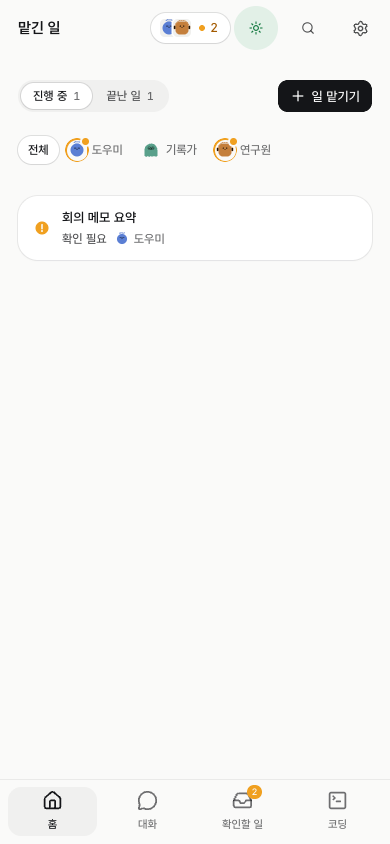 맡긴 일
2
진행 중 1
끝난 일 1
일 맡기기
전체
도우미
기록가
연구원
회의 메모 요약
확인 필요 도우미
2
홈
대화
확인할 일
코딩